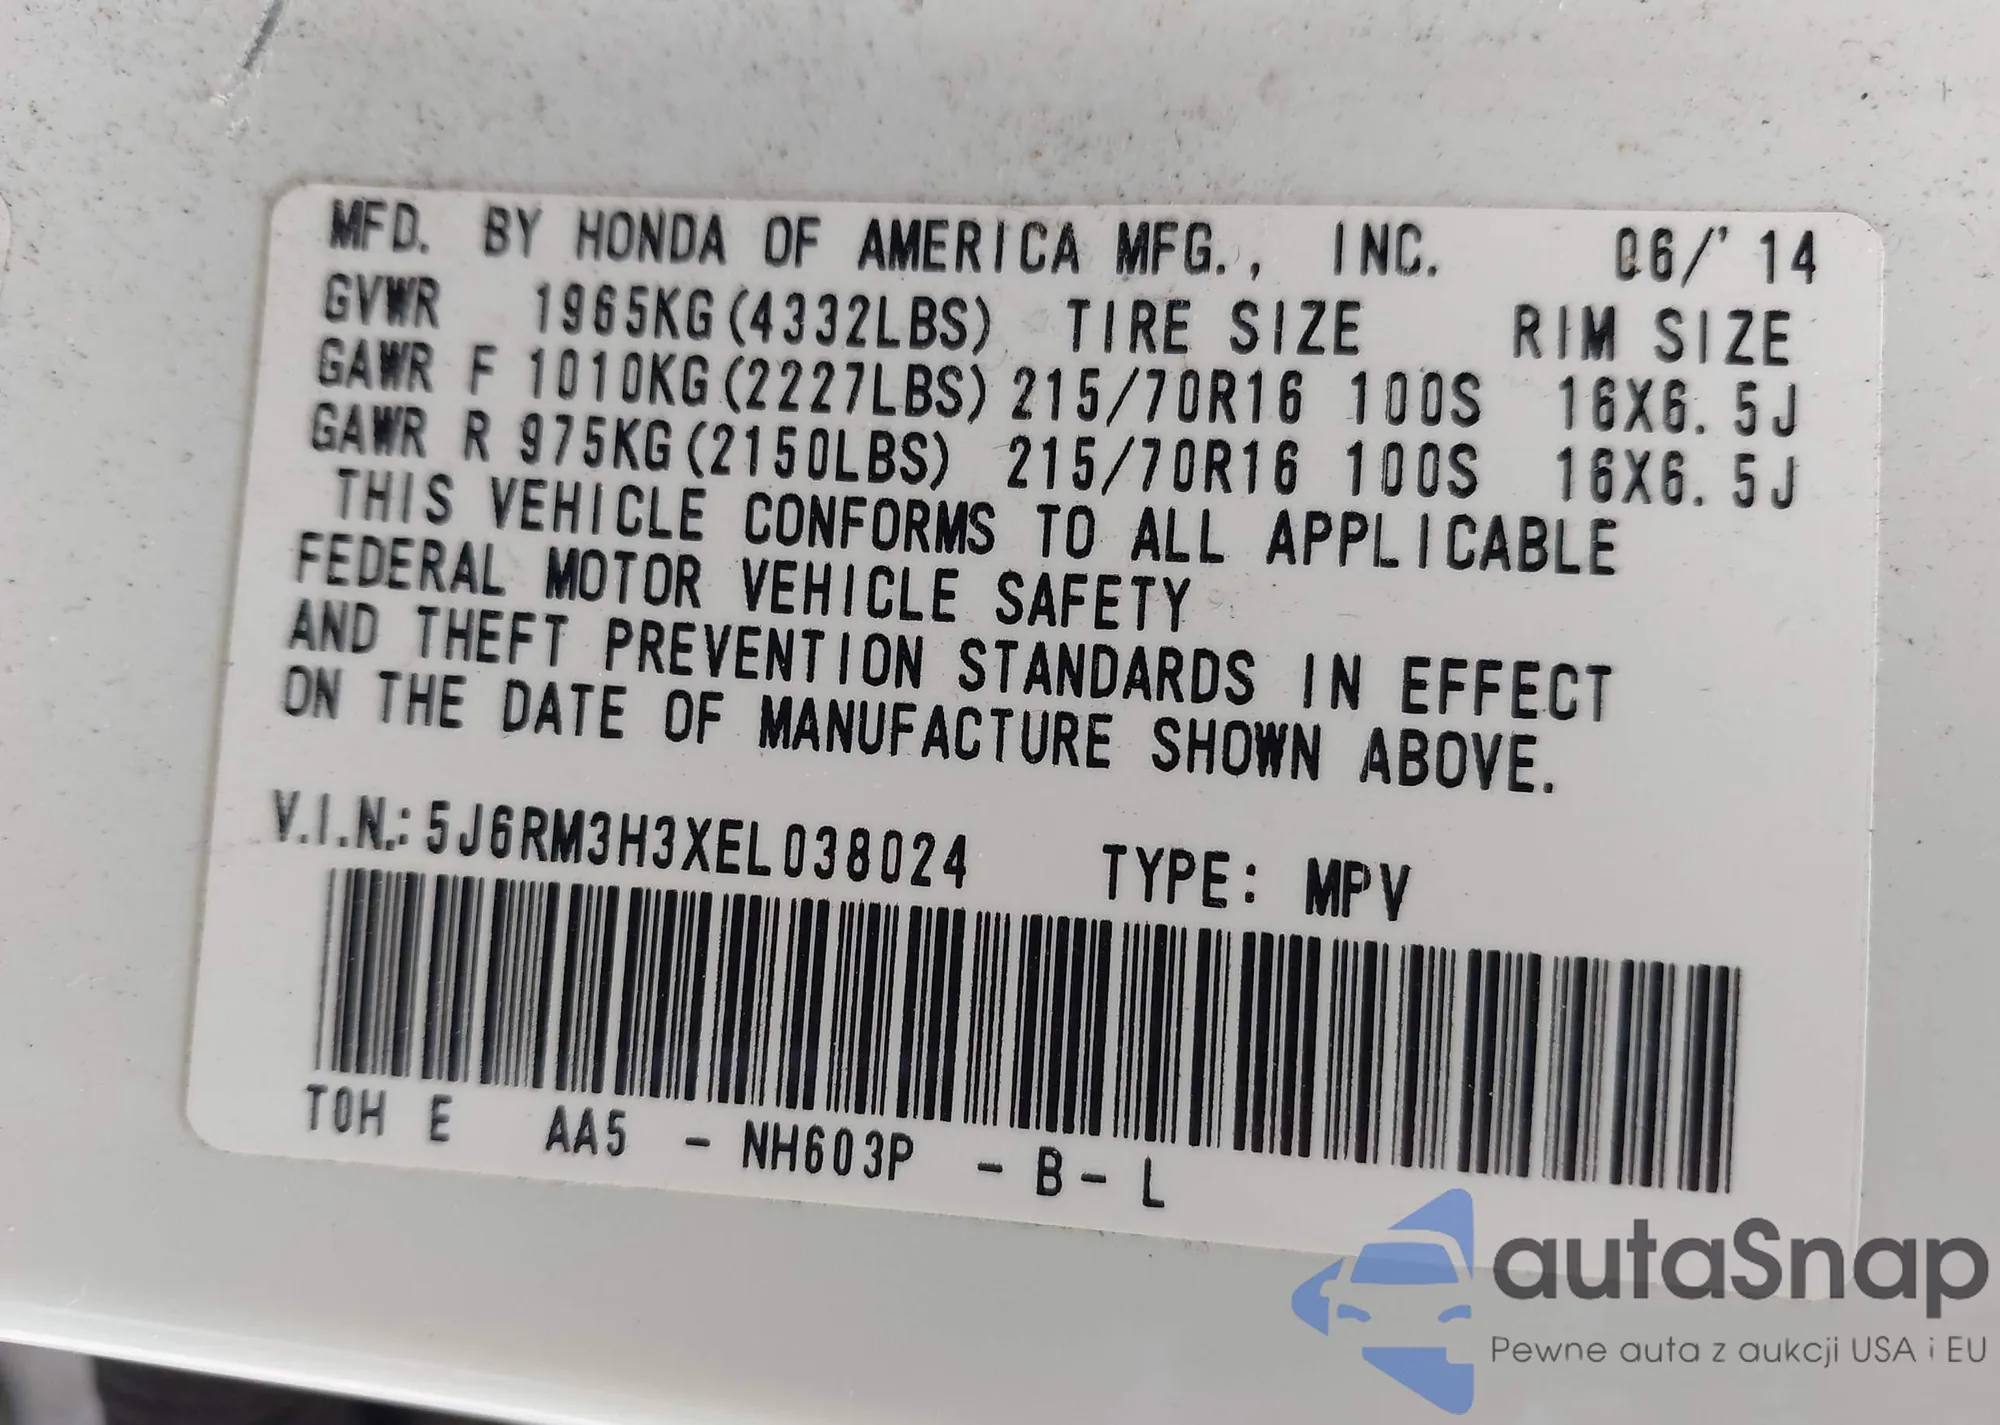 MFD. BY HONDA OF AMERICA MFG., INC. 06/'14
GVWR 1965KG(4332LBS) TIRE SIZE RIM SIZE
GAWR F 1010KG(2227LBS) 215/70R16 100S 16X6.5J
GAWR R 975KG(2150LBS) 215/70R16 100S 16X6.5J
THIS VEHICLE CONFORMS TO ALL APPLICABLE
FEDERAL MOTOR VEHICLE SAFETY
AND THEFT PREVENTION STANDARDS IN EFFECT
ON THE DATE OF MANUFACTURE SHOWN ABOVE.
V.I.N.: 5J6RM3H3XEL038024 TYPE: MPV
T0H E AA5 - NH603P - B - L
autaSnap
Pewne auta z aukcji USA i EU